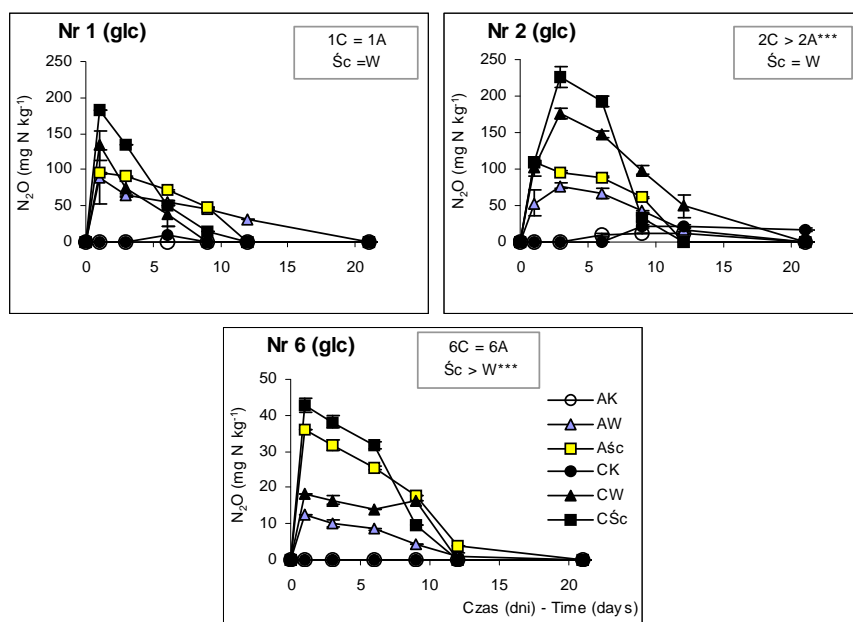 Nr 1 (glc)
1C = 1A
Śc =W
N₂O (mg N kg⁻¹)
250
200
150
100
50
0
0 5 10 15 20
Nr 2 (glc)
2C > 2A***
Śc = W
N₂O (mg N kg⁻¹)
250
200
150
100
50
0
0 5 10 15 20
Nr 6 (glc)
6C = 6A
Śc > W***
N₂O (mg N kg⁻¹)
50
40
30
20
10
0
0 5 10 15 20
Czas (dni) - Time (days)
AK
AW
Aśc
CK
CW
CŚc